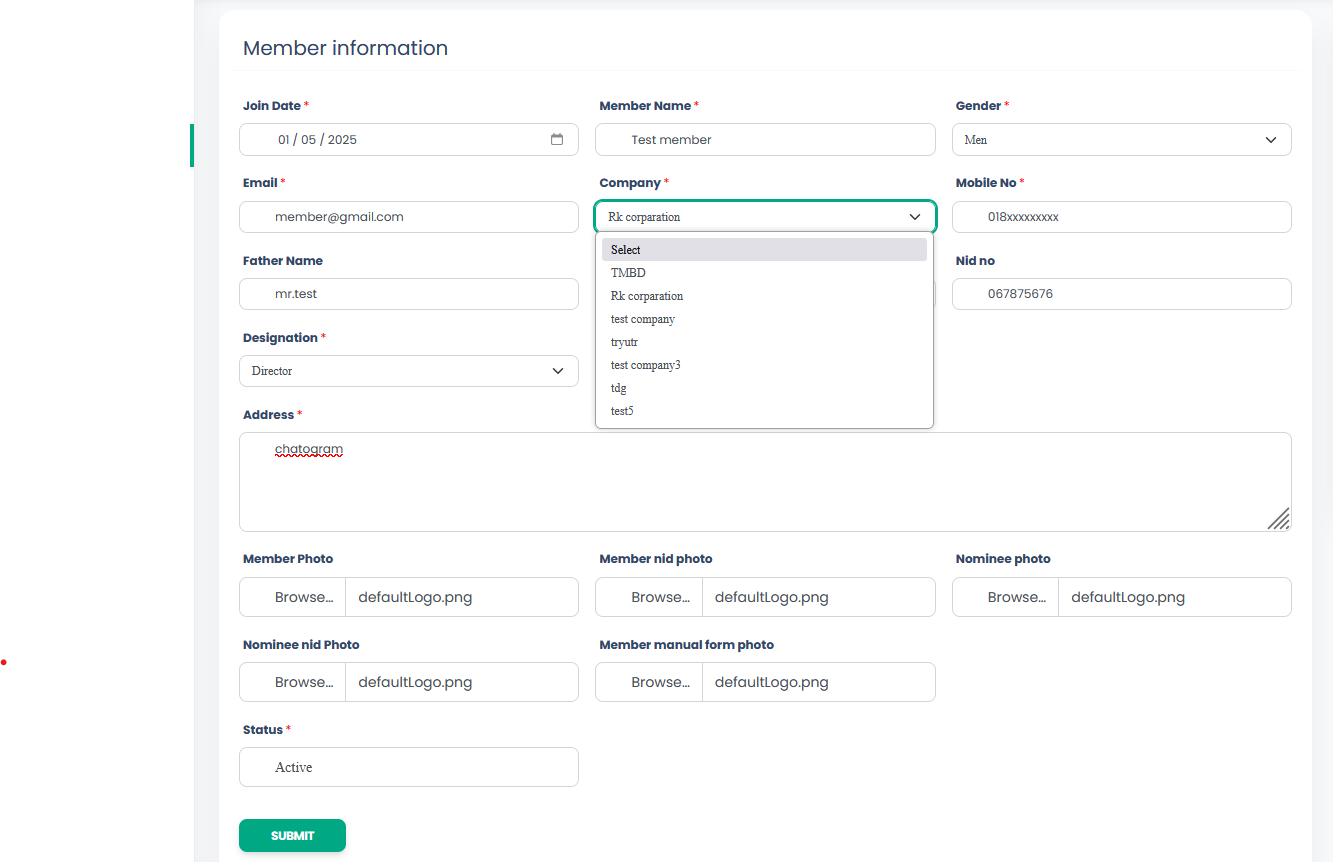 Member information
Join Date * Member Name * Gender *
01 / 05 / 2025 Test member Men
Email * Company * Mobile No *
member@gmail.com Rk corparation 018xxxxxxxxx
Select
Father Name Nid no
TMBD
mr.test Rk corparation 067875676
test company
Designation * tryutr
test company3
Director
tdg
Address * test5
chatogram
Member Photo Member nid photo Nominee photo
Browse... defaultLogo.png Browse... defaultLogo.png Browse... defaultLogo.png
Nominee nid Photo Member manual form photo
Browse... defaultLogo.png Browse... defaultLogo.png
Status *
Active
SUBMIT